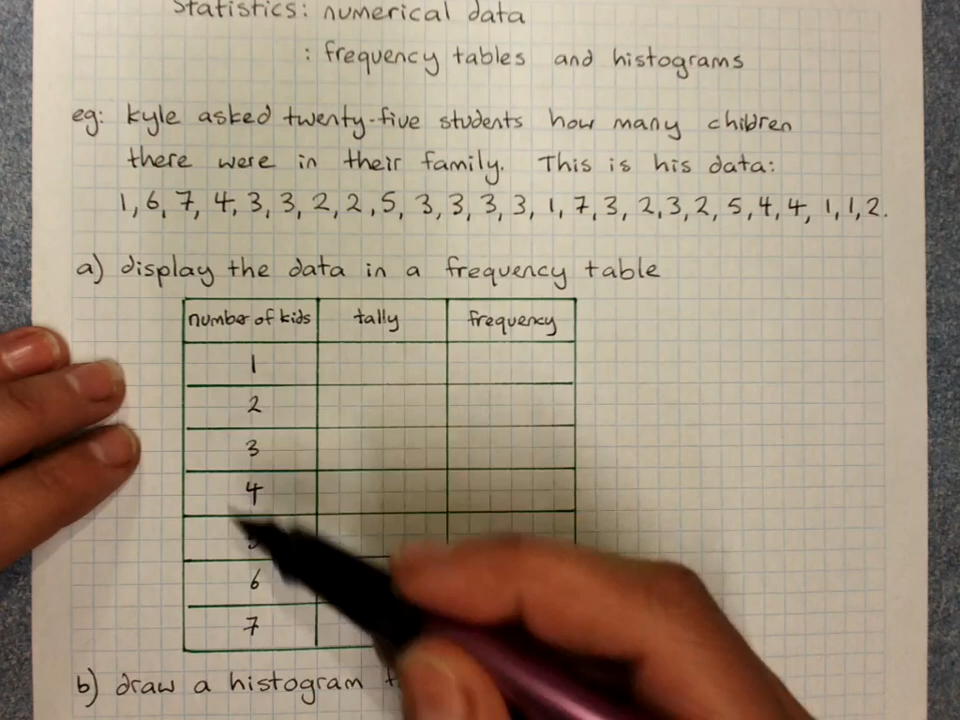 Statistics: numerical data
: frequency tables and histograms
eg: Kyle asked twenty-five students how many children
there were in their family. This is his data:
1, 6, 7, 4, 3, 3, 2, 2, 5, 3, 3, 3, 3, 1, 7, 3, 2, 3, 2, 5, 4, 4, 1, 1, 2.
a) display the data in a frequency table
number of kids tally frequency
1
2
3
4
6
7
b) draw a histogram